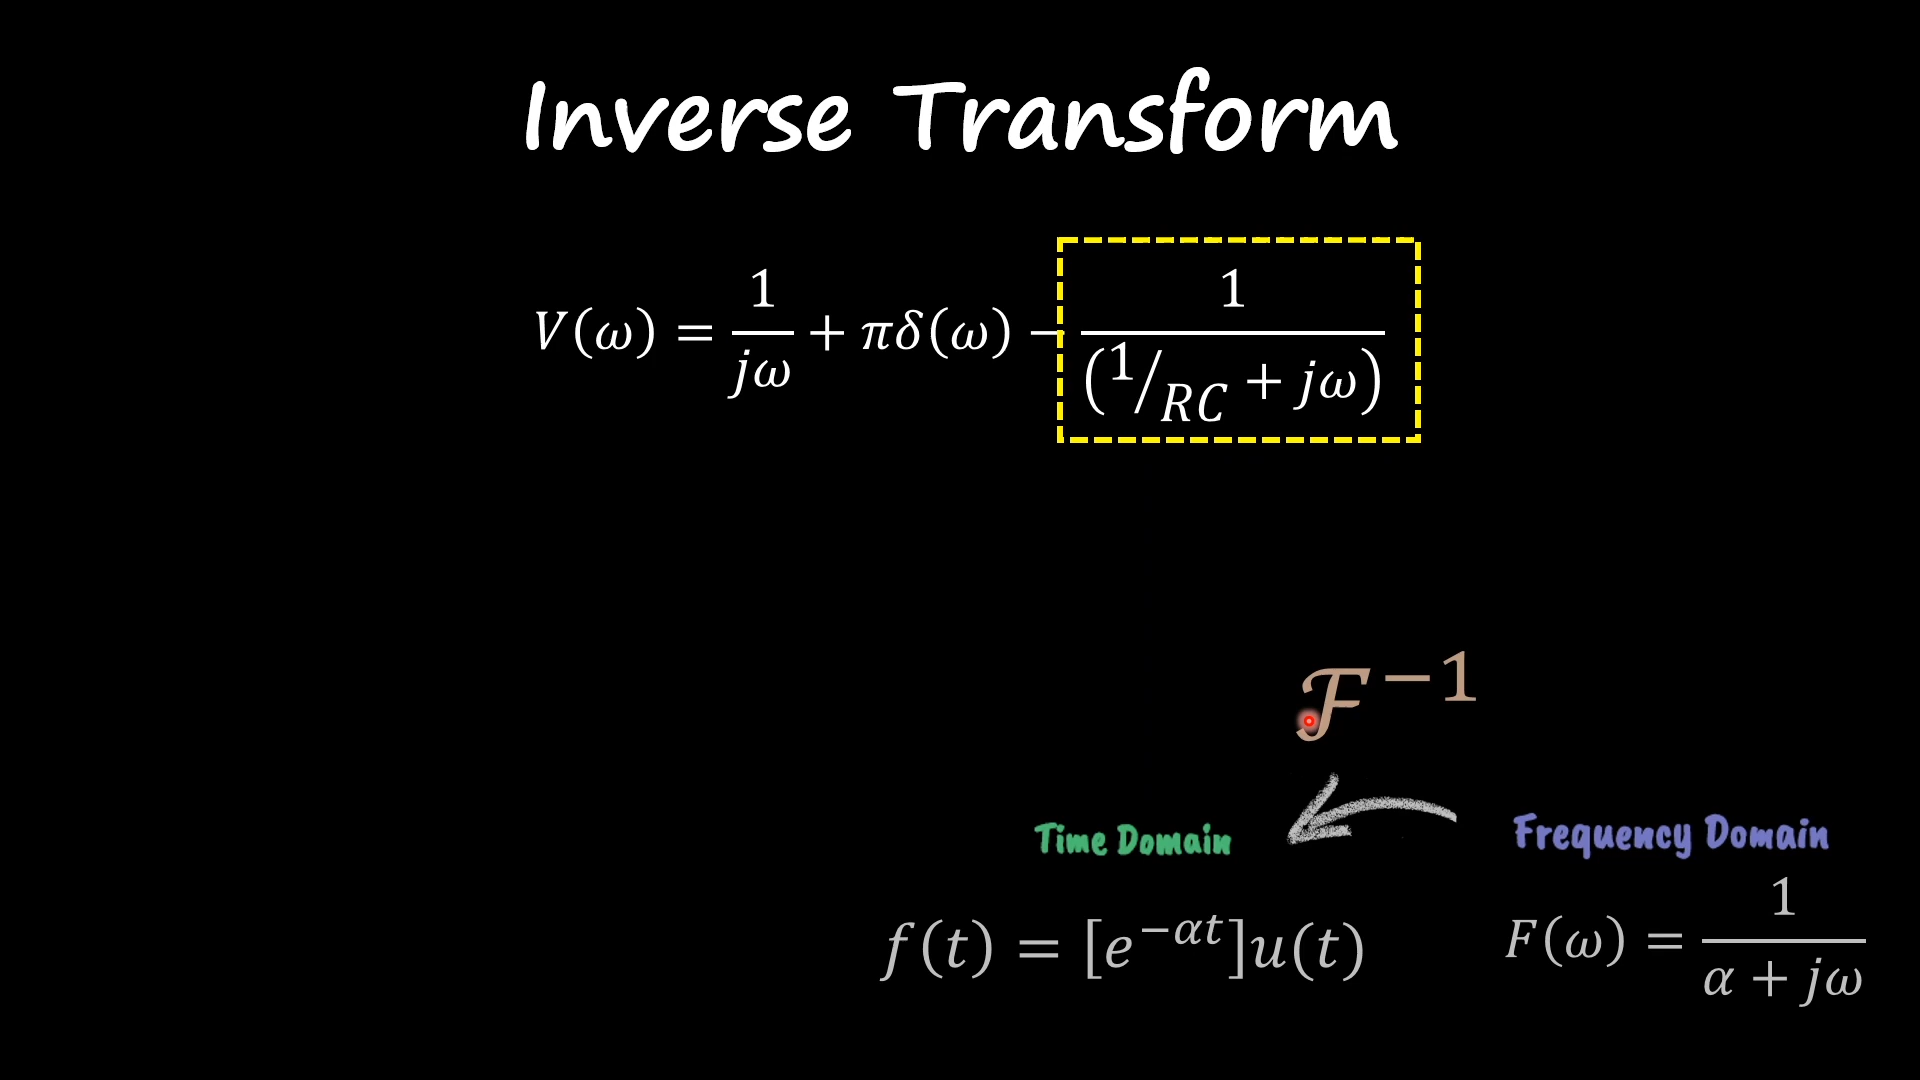 Inverse Transform
V(ω) = 1/jω + πδ(ω) − 1/(1/RC + jω)
ℱ⁻¹
Time Domain
Frequency Domain
f(t) = [e^{−αt}]u(t)
F(ω) = 1/(α + jω)